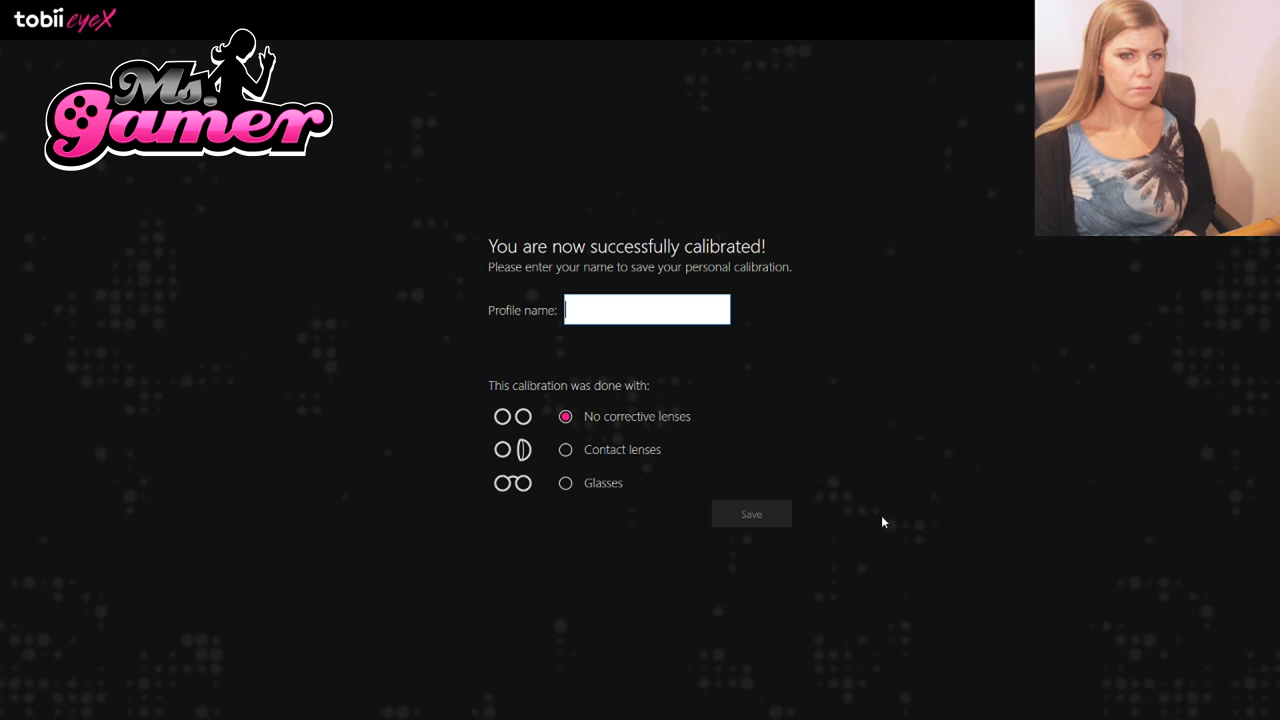 tobii eyeX
Ms.
gamer
You are now successfully calibrated!
Please enter your name to save your personal calibration.
Profile name:
This calibration was done with:
No corrective lenses
Contact lenses
Glasses
Save